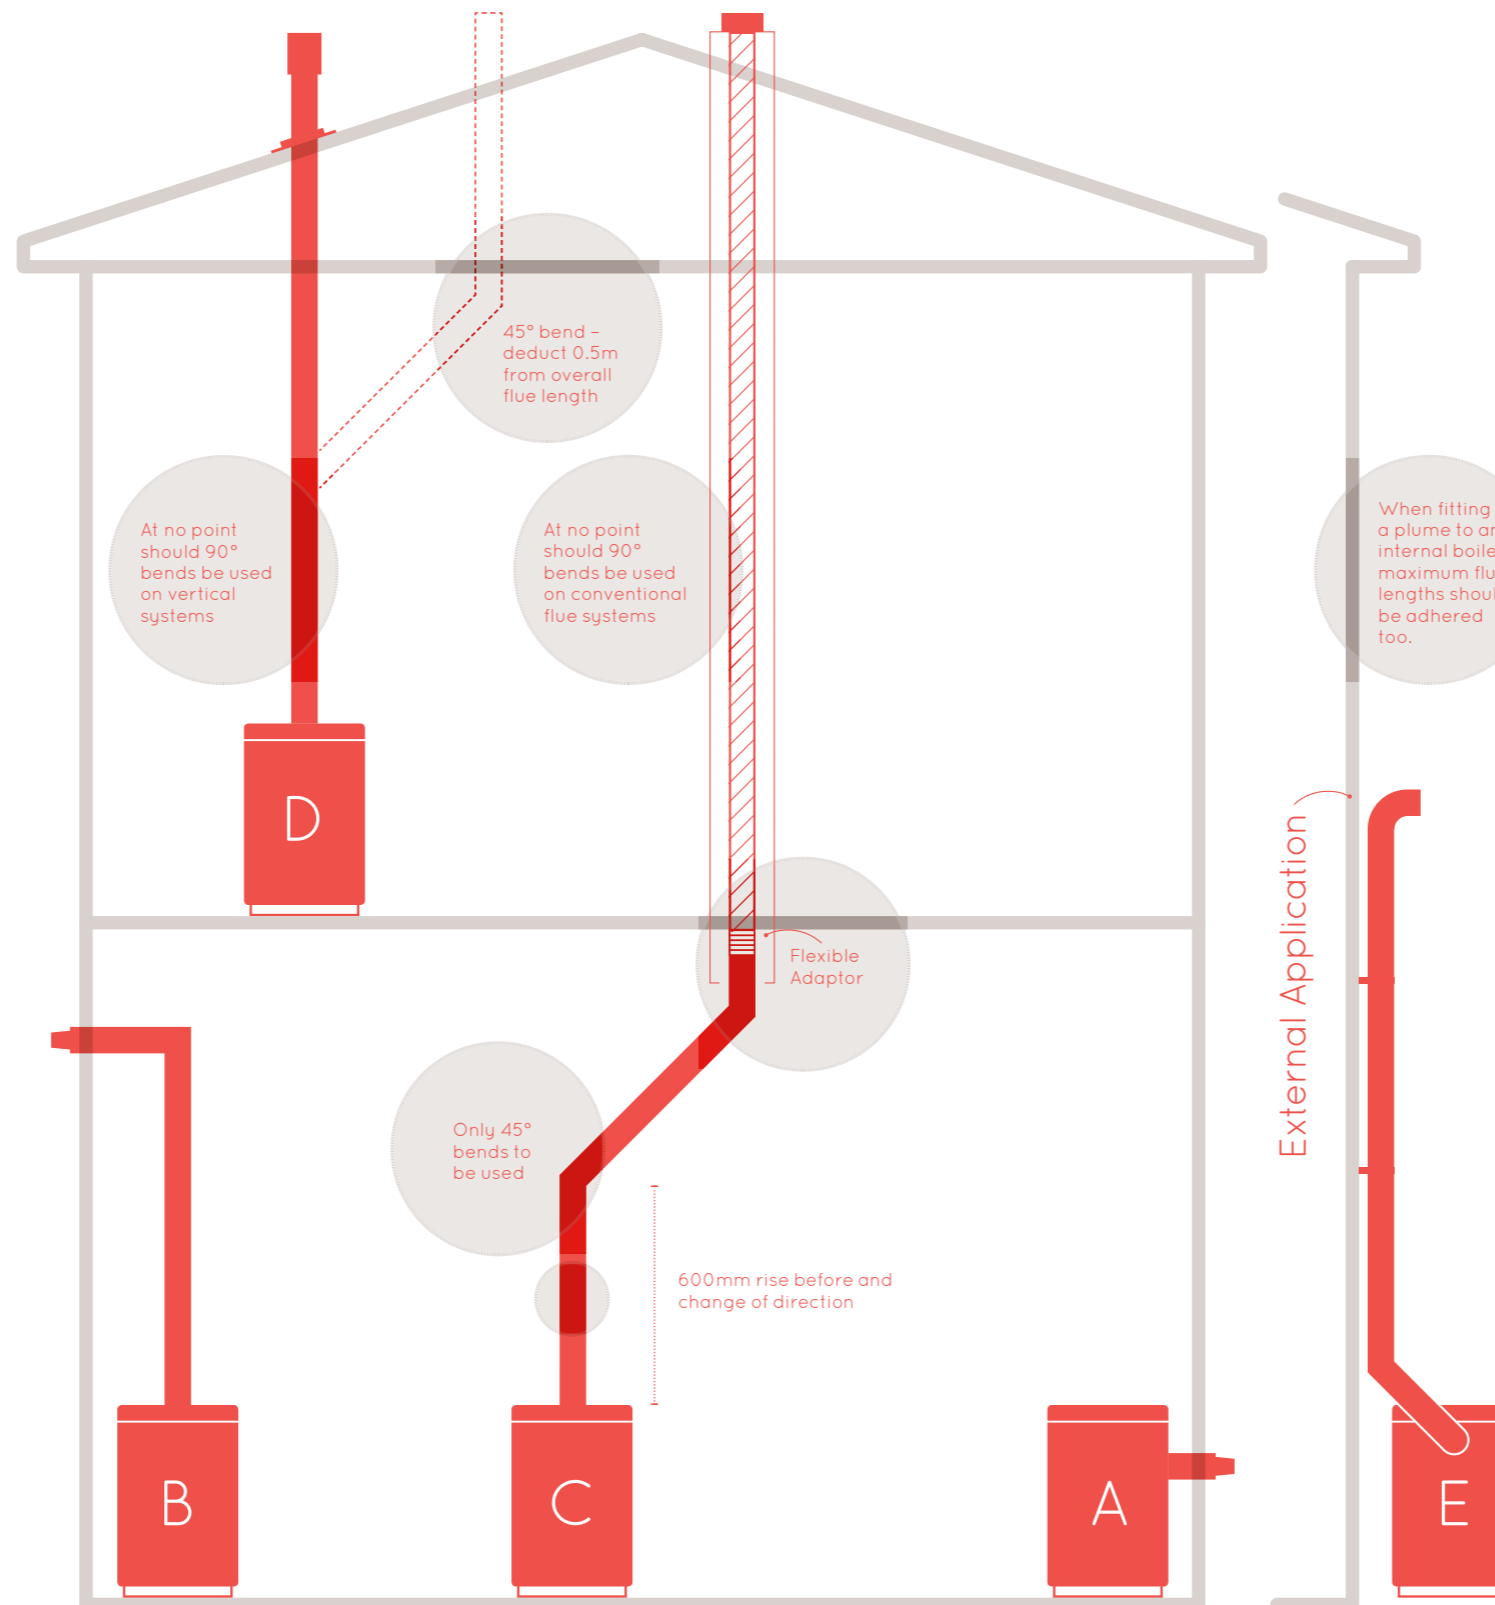 45° bend –
deduct 0.5m
from overall
flue length
At no point
should 90°
bends be used
on vertical
systems
At no point
should 90°
bends be used
on conventional
flue systems
When fitting
a plume to
internal
maximum
lengths
be adhered
too.
D
External Application
Flexible
Adaptor
Only 45°
bends to
be used
600mm rise before and
change of direction
B
C
A
E